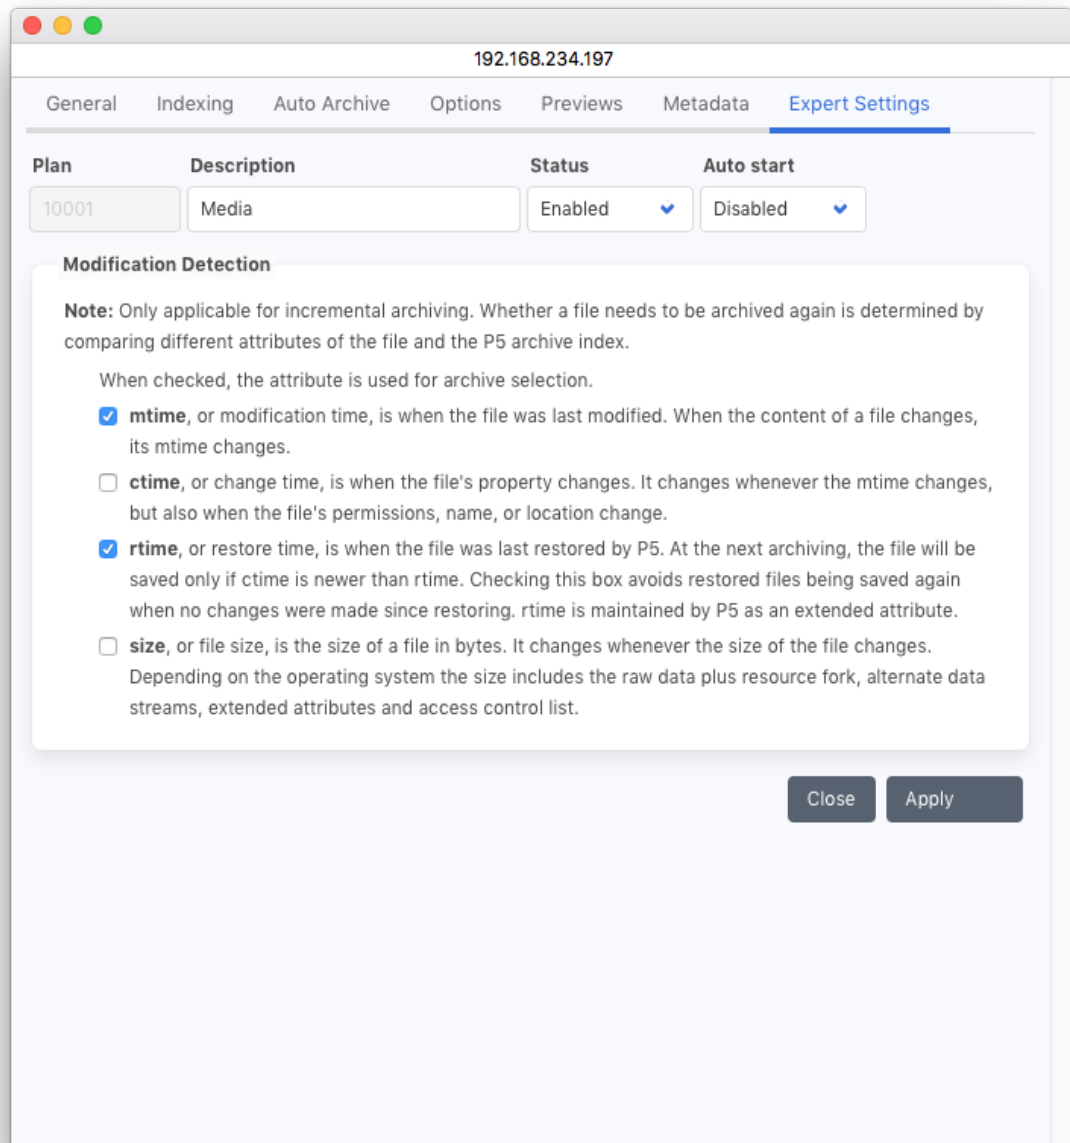 192.168.234.197
General Indexing Auto Archive Options Previews Metadata Expert Settings
Plan Description Status Auto start
10001 Media Enabled Disabled
Modification Detection
Note: Only applicable for incremental archiving. Whether a file needs to be archived again is determined by
comparing different attributes of the file and the P5 archive index.
When checked, the attribute is used for archive selection.
mtime, or modification time, is when the file was last modified. When the content of a file changes,
its mtime changes.
ctime, or change time, is when the file's property changes. It changes whenever the mtime changes,
but also when the file's permissions, name, or location change.
rtime, or restore time, is when the file was last restored by P5. At the next archiving, the file will be
saved only if ctime is newer than rtime. Checking this box avoids restored files being saved again
when no changes were made since restoring. rtime is maintained by P5 as an extended attribute.
size, or file size, is the size of a file in bytes. It changes whenever the size of the file changes.
Depending on the operating system the size includes the raw data plus resource fork, alternate data
streams, extended attributes and access control list.
Close Apply